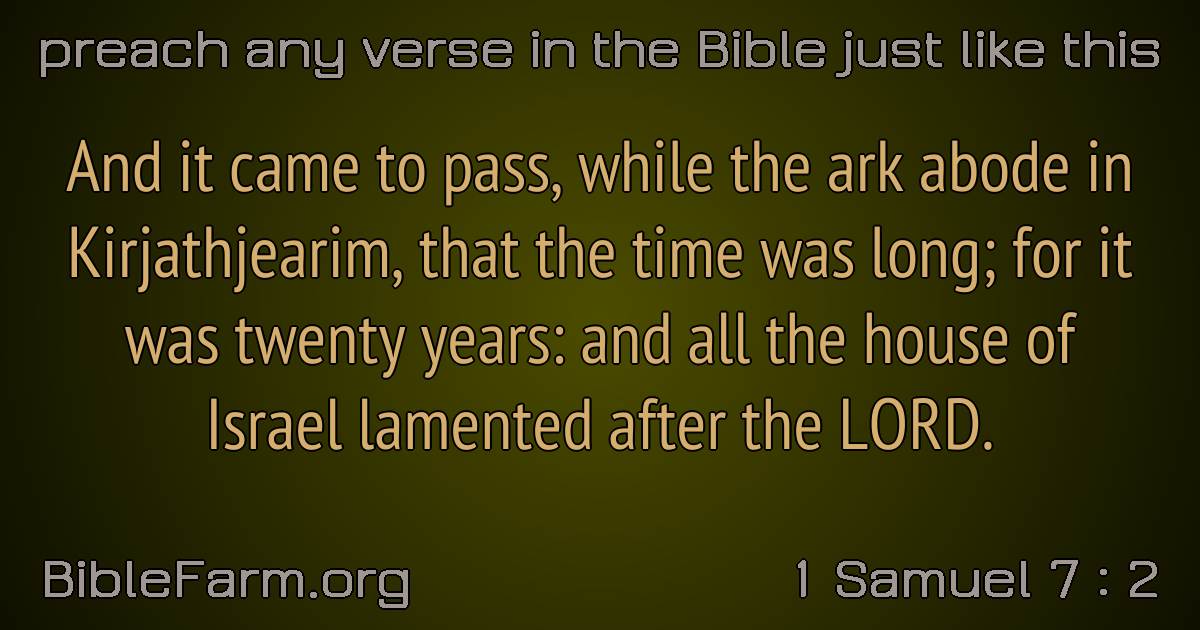 preach any verse in the Bible just like this
And it came to pass, while the ark abode in
Kirjathjearim, that the time was long; for it
was twenty years: and all the house of
Israel lamented after the LORD.
BibleFarm.org
1 Samuel 7 : 2